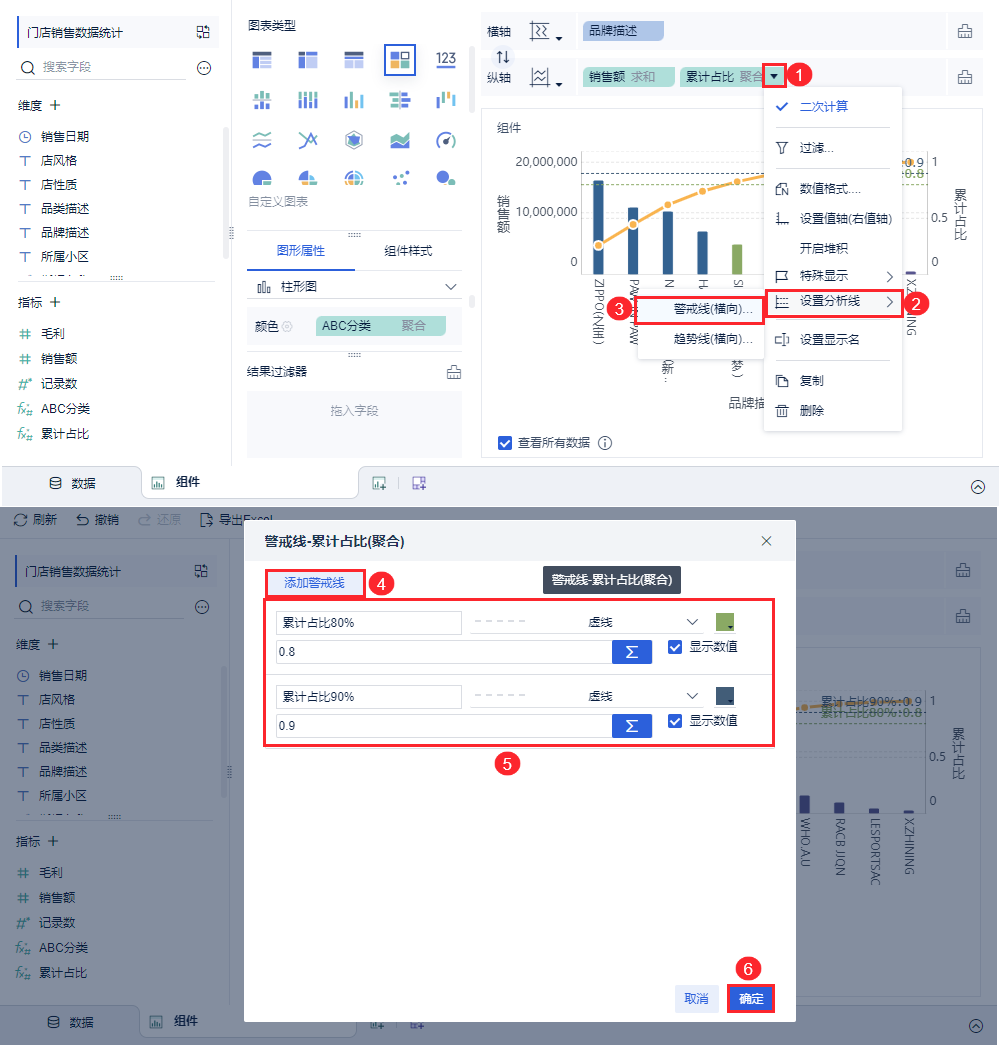 门店销售数据统计
搜索字段
维度
销售日期
店风格
店性质
品类描述
品牌描述
所属小区
指标
毛利
销售额
记录数
ABC分类
累计占比
图表类型
123
自定义图表
图形属性
组件样式
柱形图
颜色
ABC分类
聚合
结果过滤器
拖入字段
横轴
品牌描述
纵轴
销售额 求和
累计占比 聚合
1
组件
20,000,000
10,000,000
0
销售额
1
0.5
0
累计占比
0.9
0.8
XZHINING
品牌描
二次计算
过滤...
数值格式....
设置值轴(右值轴)
开启堆积
特殊显示
设置分析线
2
设置显示名
复制
删除
3
警戒线(横向)...
趋势线(横向)...
查看所有数据
数据
组件
刷新
撤销
还原
导出Excel
门店销售数据统计
搜索字段
维度
销售日期
店风格
店性质
品类描述
品牌描述
所属小区
指标
毛利
销售额
记录数
ABC分类
累计占比
警戒线-累计占比(聚合)
添加警戒线
4
警戒线-累计占比(聚合)
累计占比80%
虚线
0.8
Σ
显示数值
累计占比90%
虚线
0.9
Σ
显示数值
5
6
取消
确定
累计占比90%:0.9
累计占比80%:0.8
1
0.5
0
累计占比
WHO.A.U
RACB JJQN
LESPORTSAC
XZHINING
数据
组件